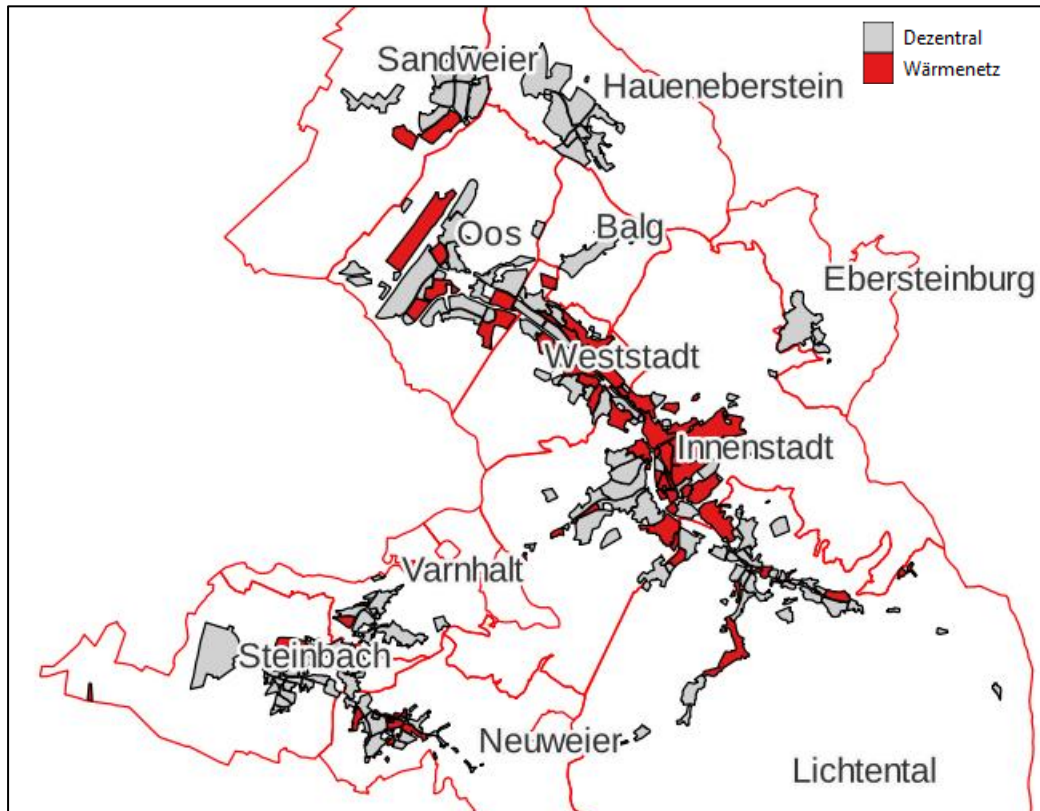 Dezentral
Wärmenetz
Sandweier
Haueneberstein
Oos
Balg
Ebersteinburg
Weststadt
Innenstadt
Varnhalt
Steinbach
Neuweier
Lichtental